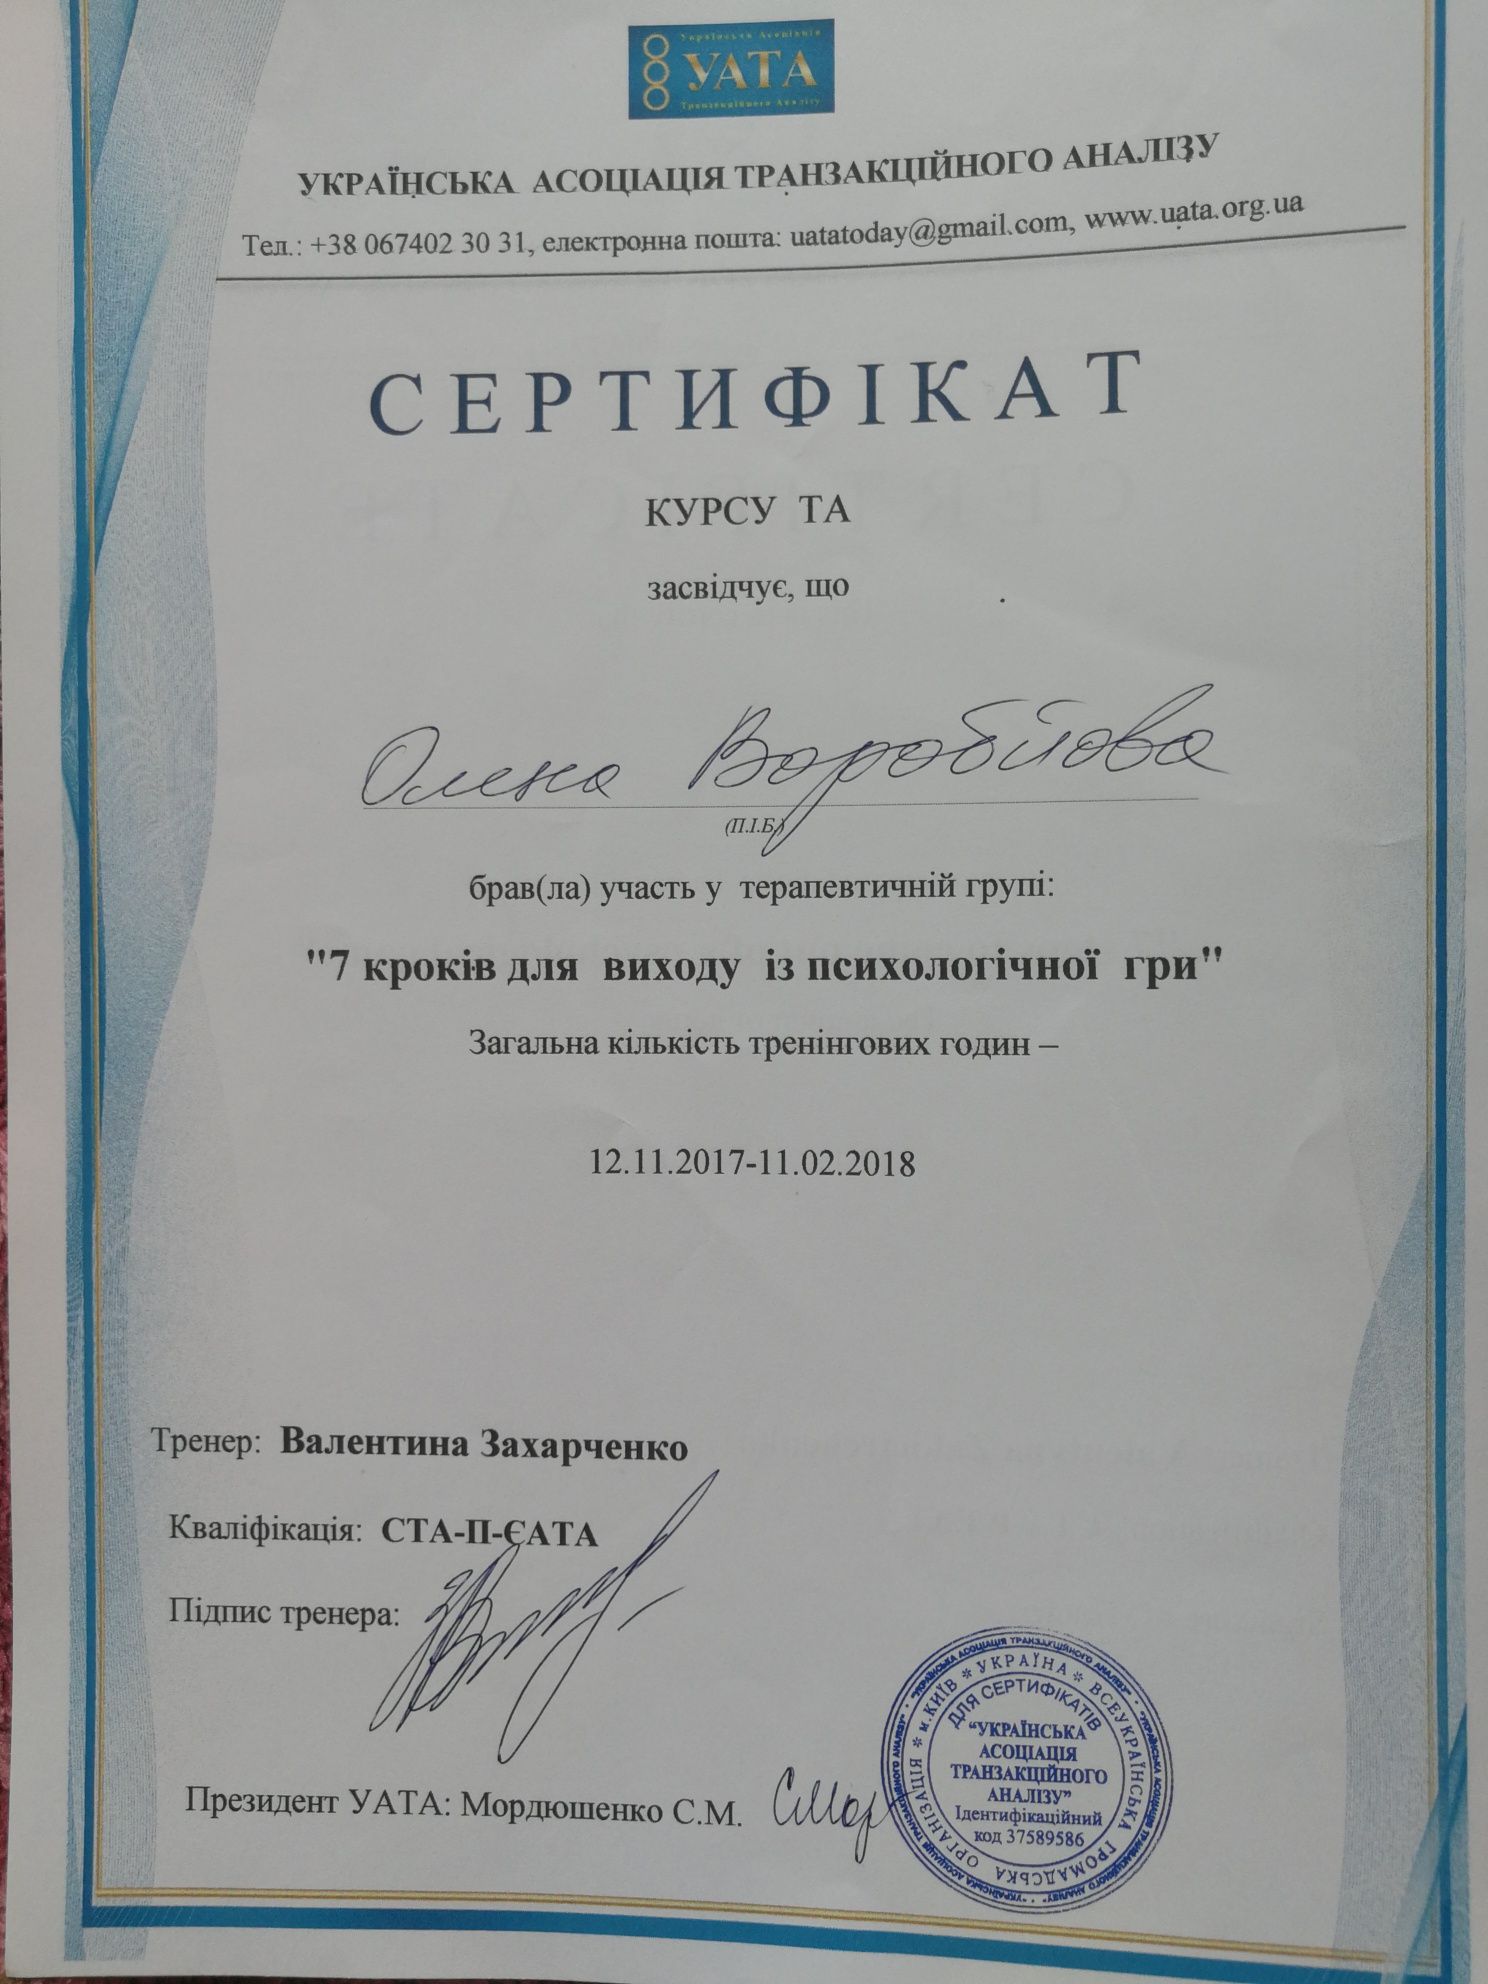 Українська Асоціація
УАТА
Транзакційного Аналізу
УКРАЇНСЬКА АСОЦІАЦІЯ ТРАНЗАКЦІЙНОГО АНАЛІЗУ
Тел.: +38 067402 30 31, електронна пошта: uatatoday@gmail.com, www.uata.org.ua
СЕРТИФІКАТ
КУРСУ ТА
засвідчує, що
Олена Воробйова
(П.І.Б.)
брав(ла) участь у терапевтичній групі:
"7 кроків для виходу із психологічної гри"
Загальна кількість тренінгових годин –
12.11.2017-11.02.2018
Тренер: Валентина Захарченко
Кваліфікація: СТА-П-ЄАТА
Підпис тренера:
Президент УАТА: Мордюшенко С.М.
"УКРАЇНСЬКА АСОЦІАЦІЯ ТРАНЗАКЦІЙНОГО АНАЛІЗУ"
м.КИЇВ * УКРАЇНА * ВСЕУКРАЇНСЬКА ГРОМАДСЬКА ОРГАНІЗАЦІЯ *
ДЛЯ СЕРТИФІКАТІВ
“УКРАЇНСЬКА
АСОЦІАЦІЯ
ТРАНЗАКЦІЙНОГО
АНАЛІЗУ”
Ідентифікаційний
код 37589586